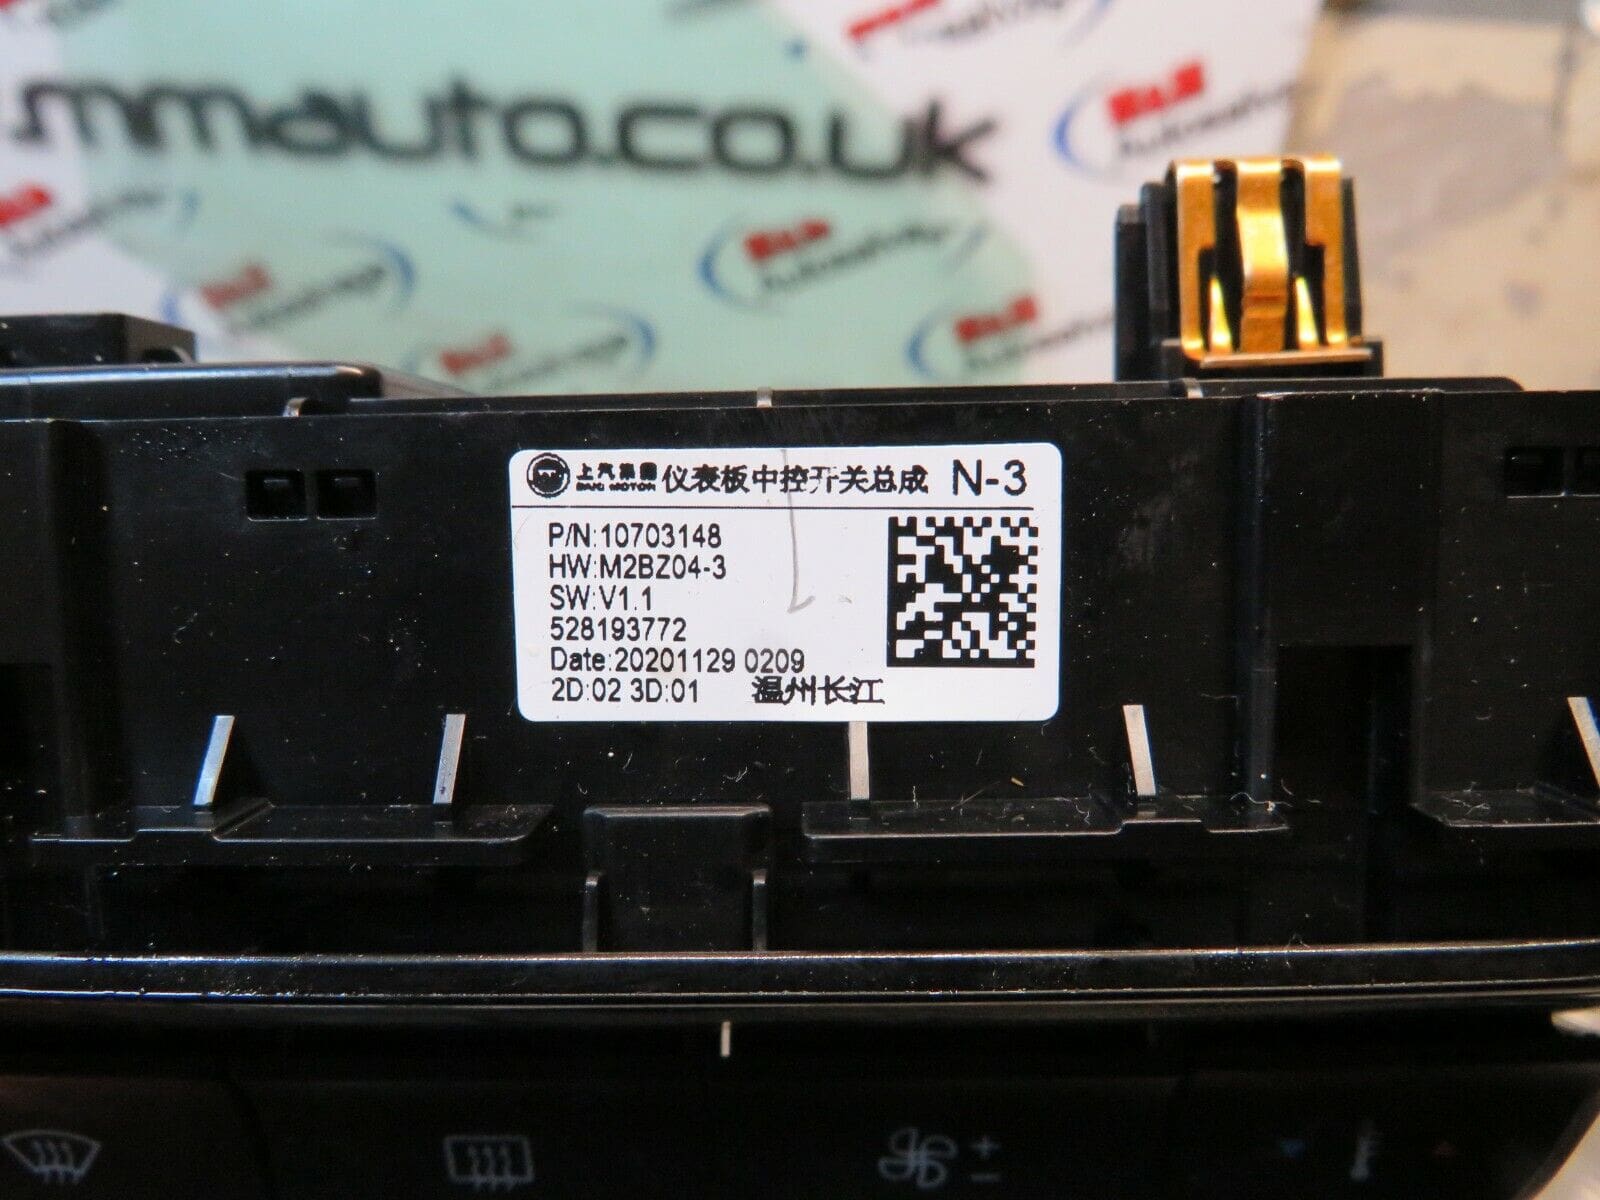 .mmauto.co.uk
上汽集团 仪表板中控开关总成 N-3
SAIC MOTOR
P/N:10703148
HW:M2BZ04-3
SW:V1.1
528193772
Date:20201129 0209
2D:02 3D:01 温州长江
+
-